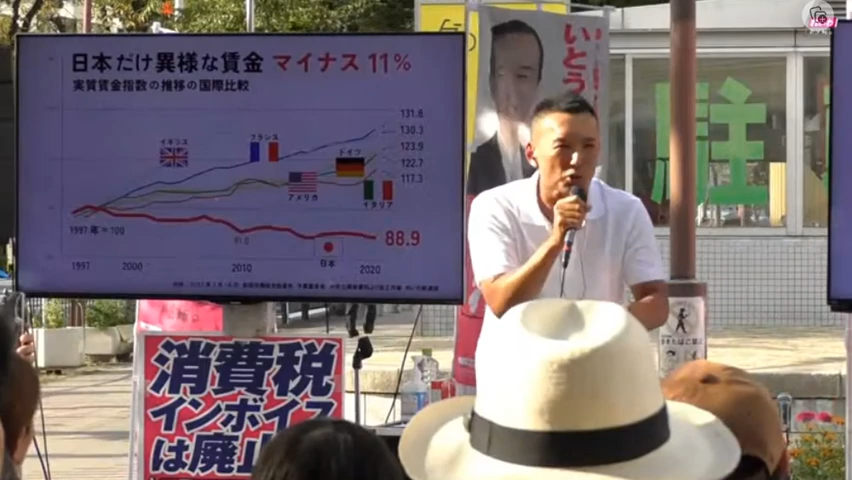 日本だけ異様な賃金 マイナス 11%
実質賃金指数の推移の国際比較
131.8
130.3
123.9
122.7
117.3
イギリス
フランス
ドイツ
アメリカ
イタリア
1997年=100
88.9
日本
1997
2000
2010
2020
消費税
インボイス
は廃止
いとう
駐